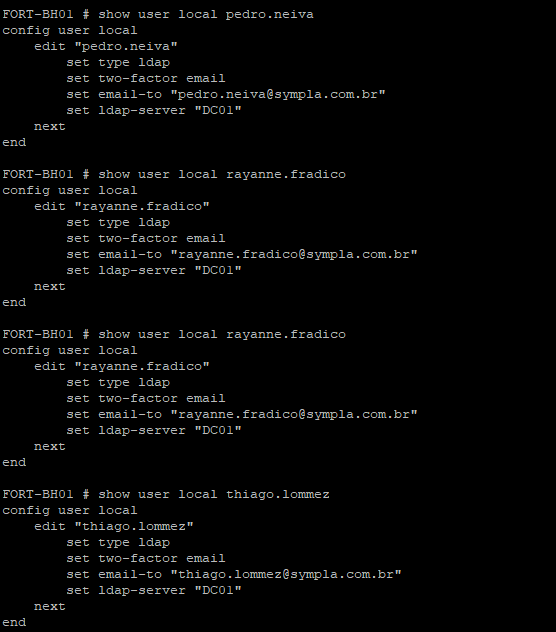 FORT-BH01 # show user local pedro.neiva
config user local
    edit "pedro.neiva"
        set type ldap
        set two-factor email
        set email-to "pedro.neiva@sympla.com.br"
        set ldap-server "DC01"
    next
end

FORT-BH01 # show user local rayanne.fradico
config user local
    edit "rayanne.fradico"
        set type ldap
        set two-factor email
        set email-to "rayanne.fradico@sympla.com.br"
        set ldap-server "DC01"
    next
end

FORT-BH01 # show user local rayanne.fradico
config user local
    edit "rayanne.fradico"
        set type ldap
        set two-factor email
        set email-to "rayanne.fradico@sympla.com.br"
        set ldap-server "DC01"
    next
end

FORT-BH01 # show user local thiago.lommez
config user local
    edit "thiago.lommez"
        set type ldap
        set two-factor email
        set email-to "thiago.lommez@sympla.com.br"
        set ldap-server "DC01"
    next
end